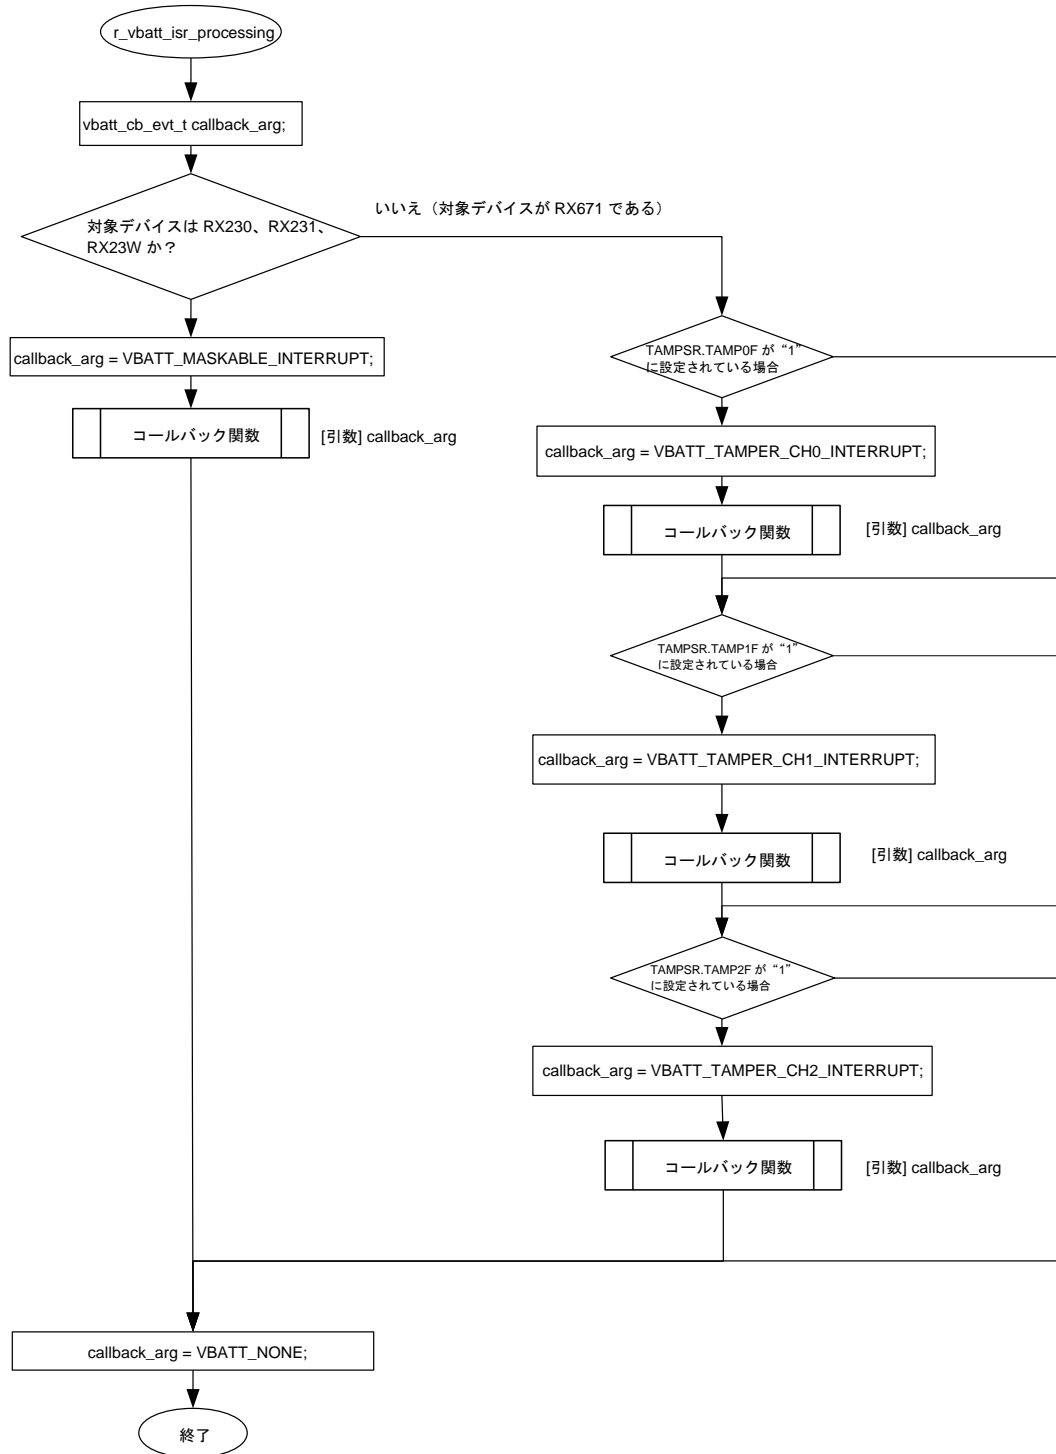 r_vbatt_isr_processing
vbatt_cb_evt_t callback_arg;
対象デバイスは RX230、RX231、
RX23W か？
いいえ（対象デバイスが RX671 である）
callback_arg = VBATT_MASKABLE_INTERRUPT;
コールバック関数
[引数] callback_arg
TAMPSR.TAMP0F が “1”
に設定されている場合
callback_arg = VBATT_TAMPER_CH0_INTERRUPT;
コールバック関数
[引数] callback_arg
TAMPSR.TAMP1F が “1”
に設定されている場合
callback_arg = VBATT_TAMPER_CH1_INTERRUPT;
コールバック関数
[引数] callback_arg
TAMPSR.TAMP2F が “1”
に設定されている場合
callback_arg = VBATT_TAMPER_CH2_INTERRUPT;
コールバック関数
[引数] callback_arg
callback_arg = VBATT_NONE;
終了